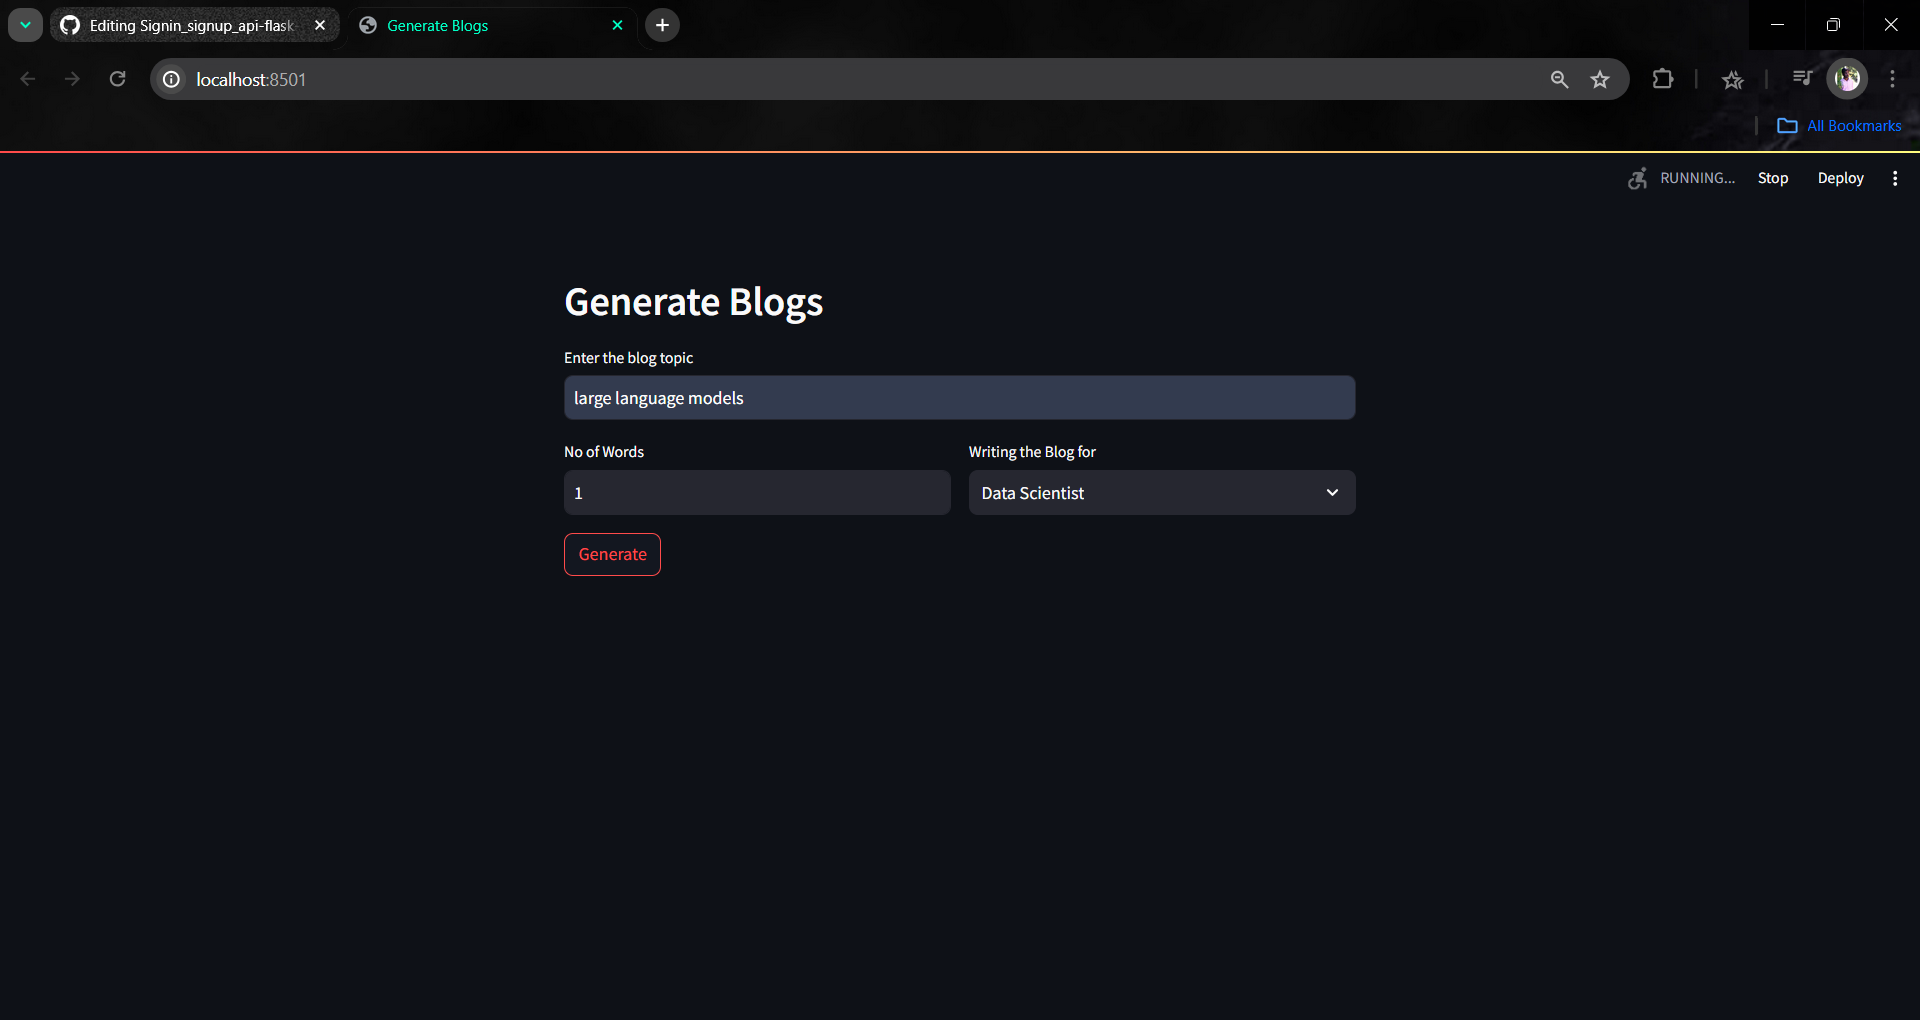 Editing Signin_signup_api-flask-
Generate Blogs
localhost:8501
All Bookmarks
RUNNING...
Stop
Deploy
Generate Blogs
Enter the blog topic
large language models
No of Words
Writing the Blog for
1
Data Scientist
Generate